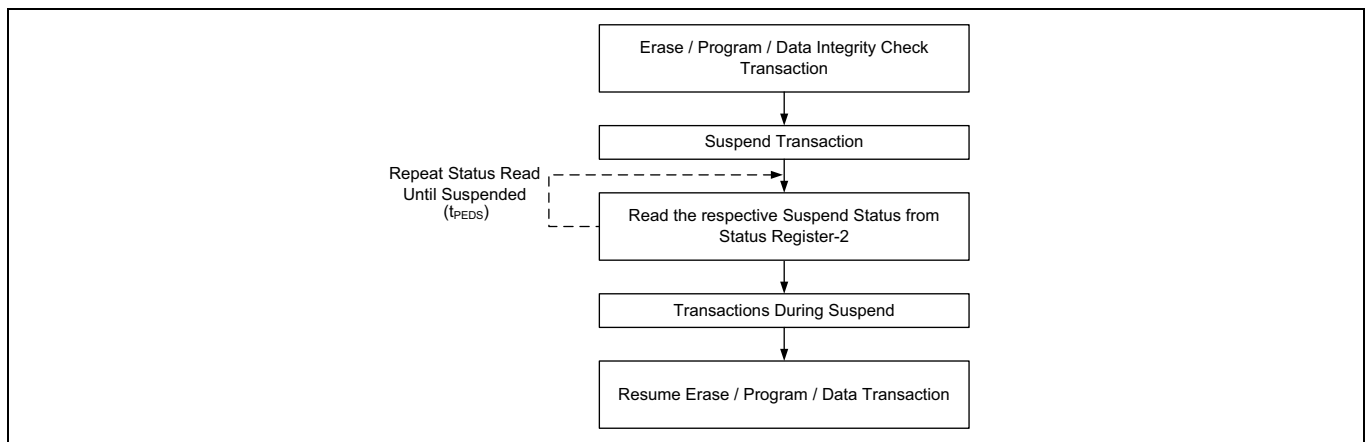 Erase / Program / Data Integrity Check
Transaction
Suspend Transaction
Repeat Status Read
Until Suspended
(tPEDS)
Read the respective Suspend Status from
Status Register-2
Transactions During Suspend
Resume Erase / Program / Data Transaction